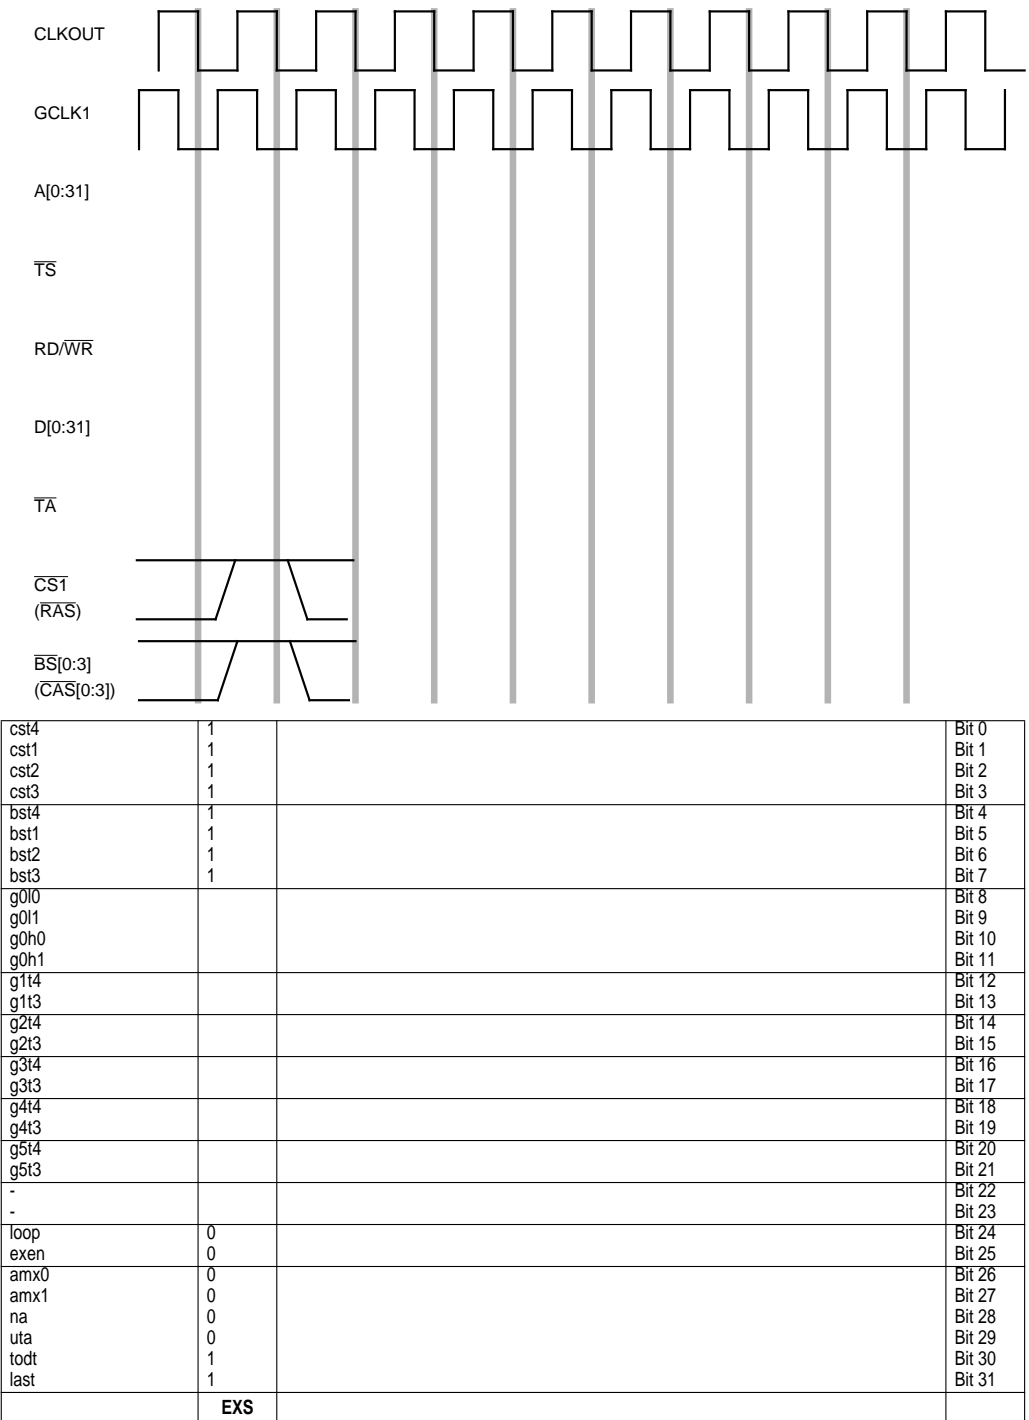 CLKOUT
GCLK1
A[0:31]
TS
RD/WR
D[0:31]
TA
CS1
(RAS)
BS[0:3]
(CAS[0:3])
cst4 1 Bit 0
cst1 1 Bit 1
cst2 1 Bit 2
cst3 1 Bit 3
bst4 1 Bit 4
bst1 1 Bit 5
bst2 1 Bit 6
bst3 1 Bit 7
g0l0 Bit 8
g0l1 Bit 9
g0h0 Bit 10
g0h1 Bit 11
g1t4 Bit 12
g1t3 Bit 13
g2t4 Bit 14
g2t3 Bit 15
g3t4 Bit 16
g3t3 Bit 17
g4t4 Bit 18
g4t3 Bit 19
g5t4 Bit 20
g5t3 Bit 21
- Bit 22
- Bit 23
loop 0 Bit 24
exen 0 Bit 25
amx0 0 Bit 26
amx1 0 Bit 27
na 0 Bit 28
uta 0 Bit 29
todt 1 Bit 30
last 1 Bit 31
EXS